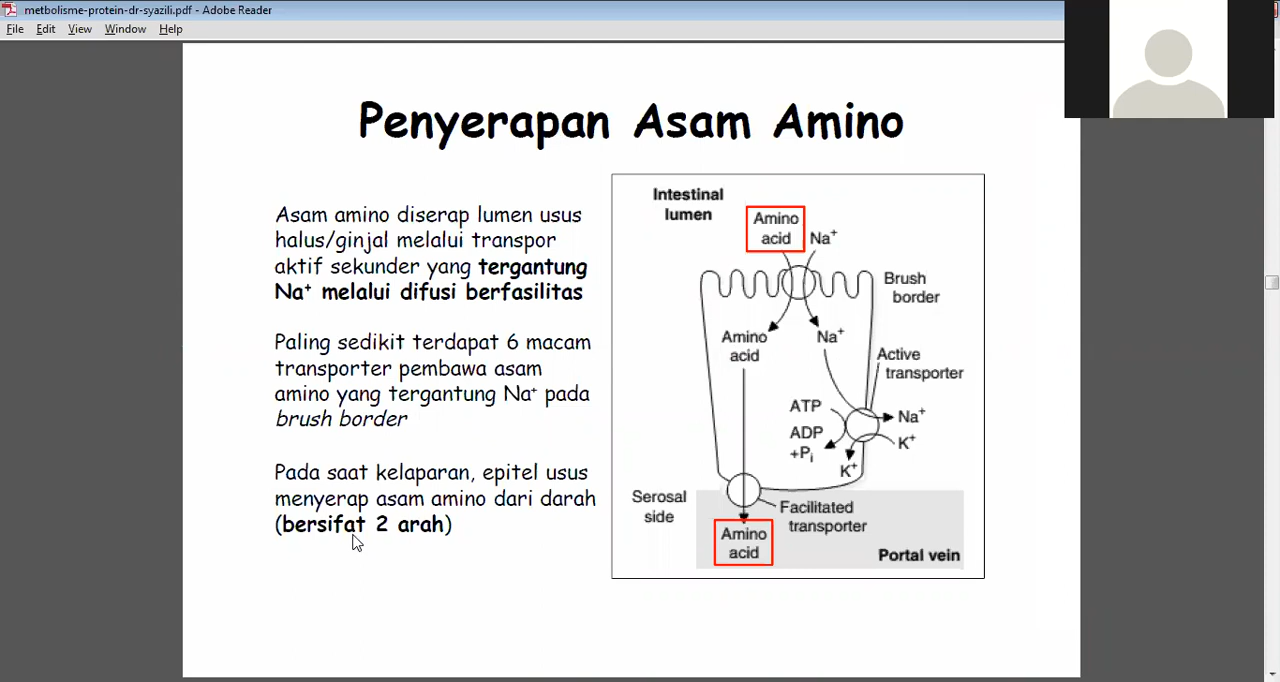 metbolisme-protein-dr-syazili.pdf - Adobe Reader
File Edit View Window Help
Penyerapan Asam Amino
Asam amino diserap lumen usus
halus/ginjal melalui transpor
aktif sekunder yang tergantung
Na⁺ melalui difusi berfasilitas
Paling sedikit terdapat 6 macam
transporter pembawa asam
amino yang tergantung Na⁺ pada
brush border
Pada saat kelaparan, epitel usus
menyerap asam amino dari darah
(bersifat 2 arah)
Intestinal
lumen
Amino
acid
Na⁺
Brush
border
Amino
acid
Na⁺
Active
transporter
ATP
ADP
+Pᵢ
Na⁺
K⁺
K⁺
Serosal
side
Facilitated
transporter
Amino
acid
Portal vein